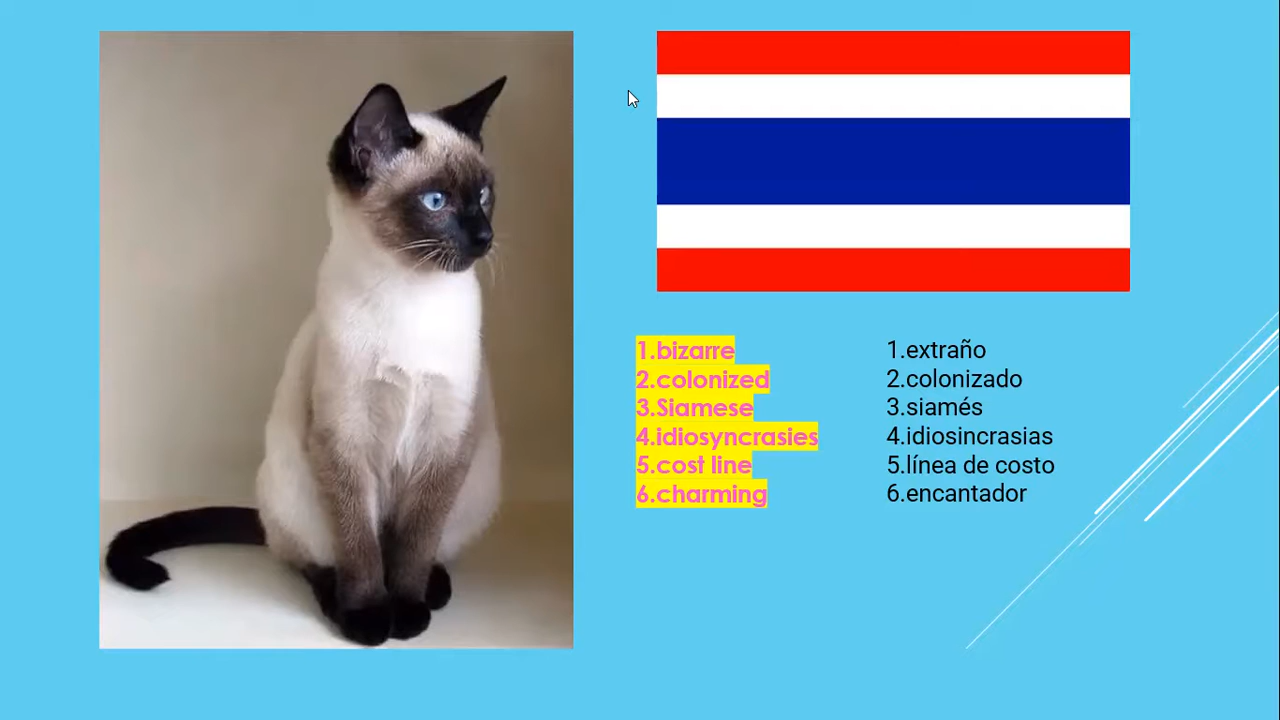 1.bizarre
2.colonized
3.Siamese
4.idiosyncrasies
5.cost line
6.charming
1.extraño
2.colonizado
3.siamés
4.idiosincrasias
5.línea de costo
6.encantador